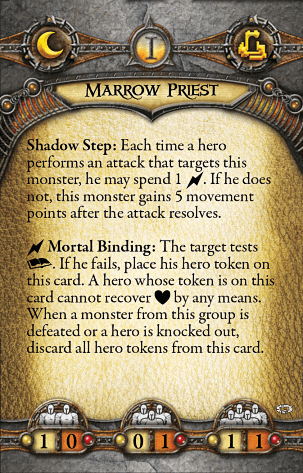 I
Marrow Priest
Shadow Step: Each time a hero
performs an attack that targets this
monster, he may spend 1 . If he does
not, this monster gains 5 movement
points after the attack resolves.
Mortal Binding: The target tests
. If he fails, place his hero token on
this card. A hero whose token is on this
card cannot recover by any means.
When a monster from this group is
defeated or a hero is knocked out,
discard all hero tokens from this card.
1 0 0 1 1 1